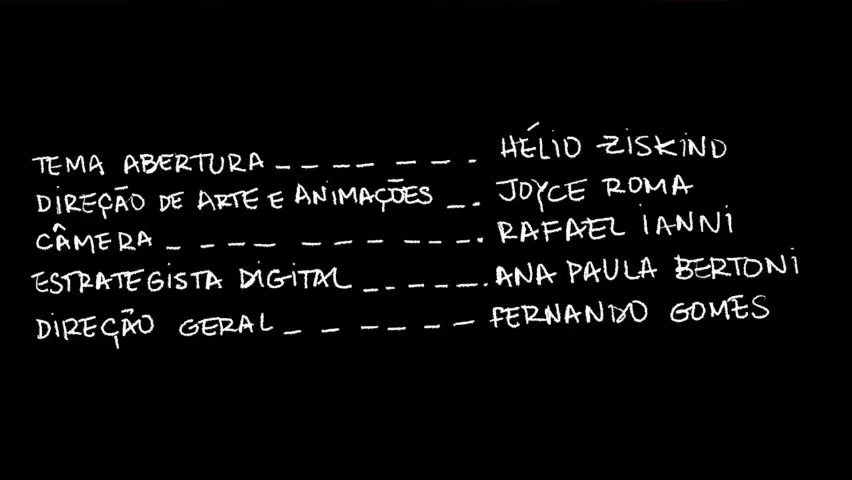 TEMA ABERTURA _ _ _ _ _ _ _ . HÉLIO ZISKIND
DIREÇÃO DE ARTE E ANIMAÇÕES _ . JOYCE ROMA
CÂMERA _ _ _ _ _ _ _ _ _ _ . RAFAEL IANNI
ESTRATEGISTA DIGITAL _ . _ _ _ . ANA PAULA BERTONI
DIREÇÃO GERAL _ _ _ _ _ _ FERNANDO GOMES